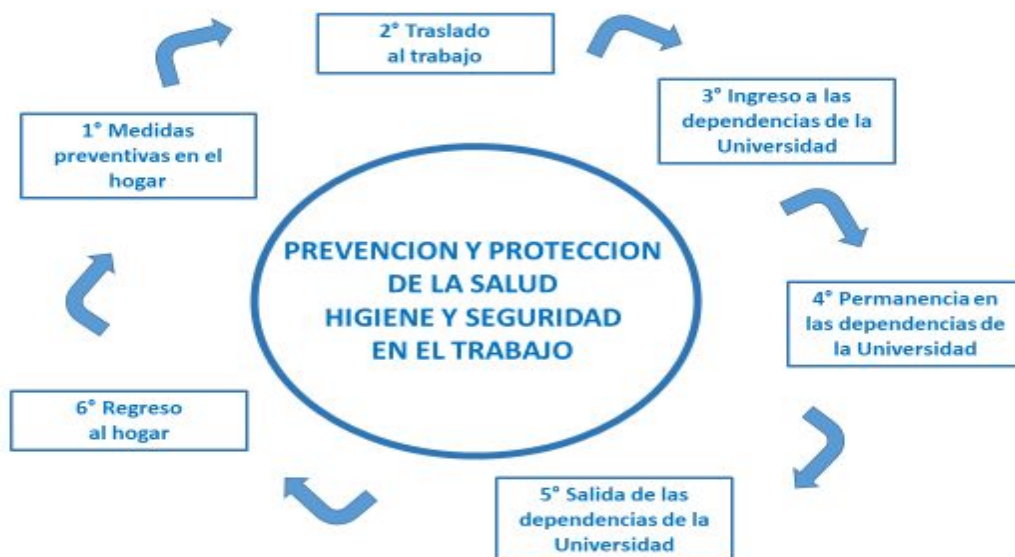 2° Traslado
al trabajo
3° Ingreso a las
dependencias de la
Universidad
1° Medidas
preventivas en el
hogar
PREVENCION Y PROTECCION
DE LA SALUD
HIGIENE Y SEGURIDAD
EN EL TRABAJO
4° Permanencia en
las dependencias de
la Universidad
6° Regreso
al hogar
5° Salida de las
dependencias de la
Universidad